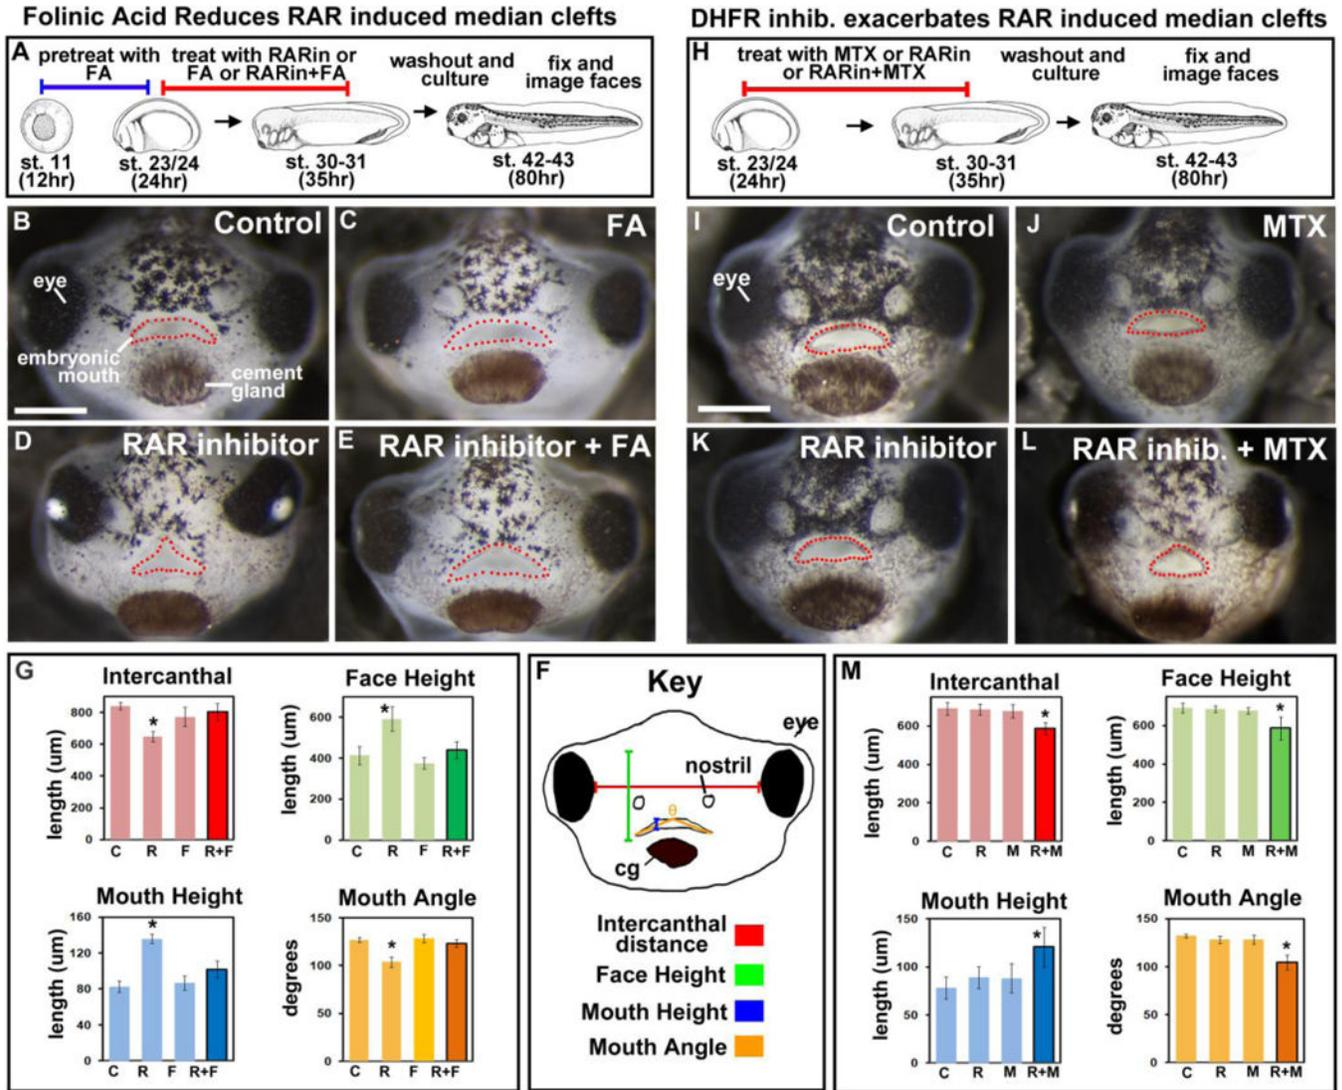 Folinic Acid Reduces RAR induced median clefts
A
pretreat with
FA
treat with RARin or
FA or RARin+FA
washout and
culture
fix and
image faces
st. 11
(12hr)
st. 23/24
(24hr)
st. 30-31
(35hr)
st. 42-43
(80hr)
DHFR inhib. exacerbates RAR induced median clefts
H
treat with MTX or RARin
or RARin+MTX
washout and
culture
fix and
image faces
st. 23/24
(24hr)
st. 30-31
(35hr)
st. 42-43
(80hr)
B
Control
eye
embryonic
mouth
cement
gland
C
FA
D
RAR inhibitor
E
RAR inhibitor + FA
I
Control
eye
J
MTX
K
RAR inhibitor
L
RAR inhib. + MTX
G
Intercanthal
length (um)
800
600
400
200
0
*
C R F R+F
Face Height
length (um)
600
400
200
0
*
C R F R+F
Mouth Height
length (um)
160
120
80
40
0
*
C R F R+F
Mouth Angle
degrees
150
100
50
0
*
C R F R+F
F
Key
eye
nostril
θ
cg
Intercanthal
distance
Face Height
Mouth Height
Mouth Angle
M
Intercanthal
length (um)
600
400
200
0
*
C R M R+M
Face Height
length (um)
600
400
200
0
*
C R M R+M
Mouth Height
length (um)
150
100
50
0
*
C R M R+M
Mouth Angle
degrees
150
100
50
0
*
C R M R+M